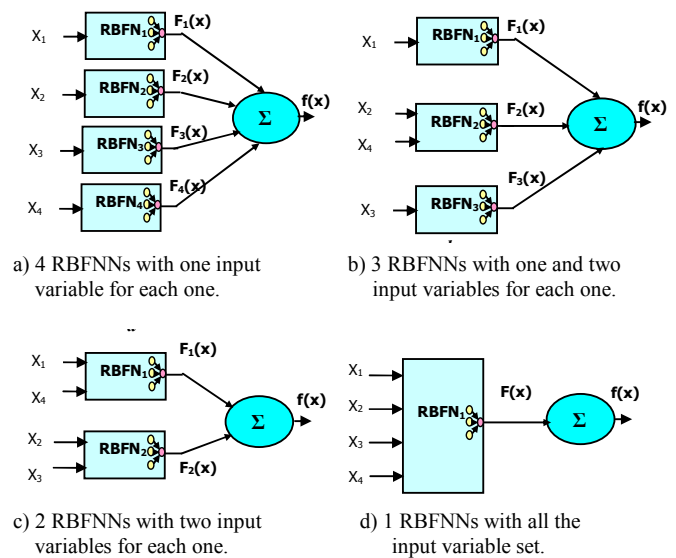 X₁
RBFN₁
F₁(x)
X₂
RBFN₂
F₂(x)
X₃
RBFN₃
F₃(x)
X₄
RBFN₄
F₄(x)
Σ
f(x)
a) 4 RBFNNs with one input
variable for each one.
X₁
RBFN₁
F₁(x)
X₂
X₄
RBFN₂
F₂(x)
X₃
RBFN₃
F₃(x)
Σ
f(x)
b) 3 RBFNNs with one and two
input variables for each one.
X₁
X₄
RBFN₁
F₁(x)
X₂
X₃
RBFN₂
F₂(x)
Σ
f(x)
c) 2 RBFNNs with two input
variables for each one.
X₁
X₂
X₃
X₄
RBFN₁
F(x)
Σ
f(x)
d) 1 RBFNNs with all the
input variable set.